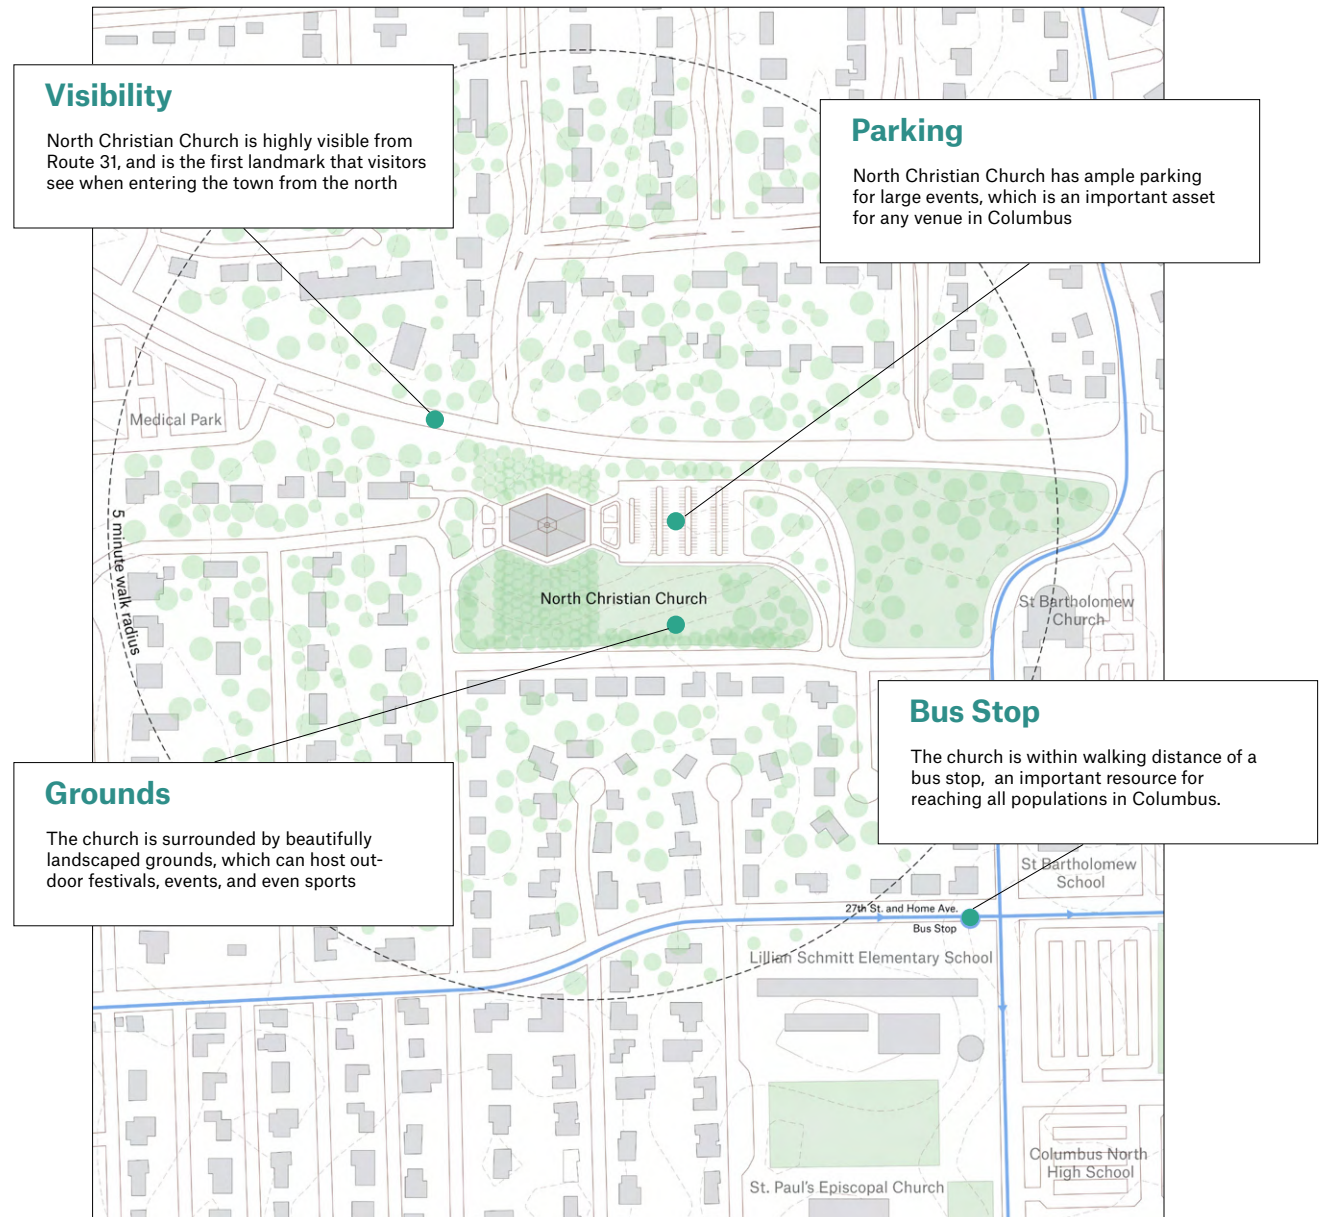 Visibility
North Christian Church is highly visible from
Route 31, and is the first landmark that visitors
see when entering the town from the north
Parking
North Christian Church has ample parking
for large events, which is an important asset
for any venue in Columbus
Medical Park
5 minute walk radius
North Christian Church
St Bartholomew
Church
Bus Stop
The church is within walking distance of a
bus stop,  an important resource for
reaching all populations in Columbus.
Grounds
The church is surrounded by beautifully
landscaped grounds, which can host out-
door festivals, events, and even sports
St Bartholomew
School
27th St. and Home Ave.
Bus Stop
Lillian Schmitt Elementary School
Columbus North
High School
St. Paul's Episcopal Church